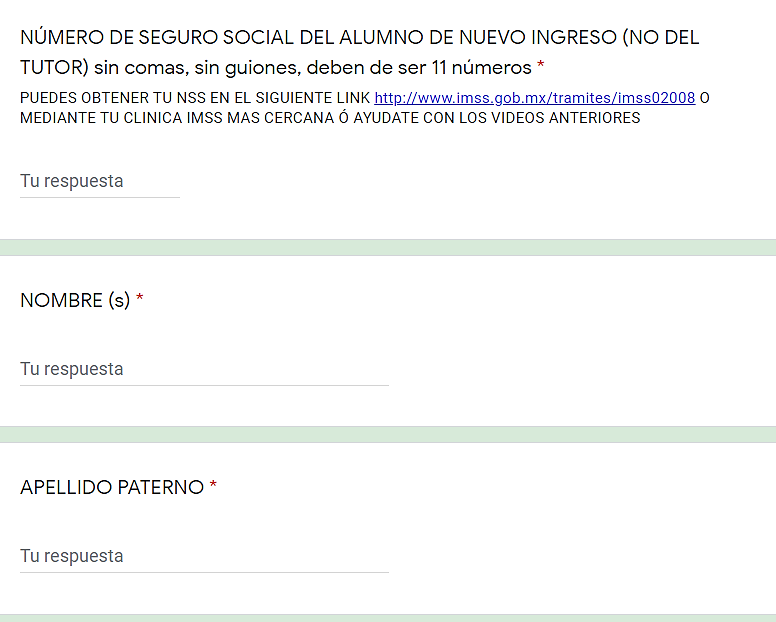 NÚMERO DE SEGURO SOCIAL DEL ALUMNO DE NUEVO INGRESO (NO DEL
TUTOR) sin comas, sin guiones, deben de ser 11 números *
PUEDES OBTENER TU NSS EN EL SIGUIENTE LINK http://www.imss.gob.mx/tramites/imss02008 O
MEDIANTE TU CLINICA IMSS MAS CERCANA Ó AYUDATE CON LOS VIDEOS ANTERIORES
Tu respuesta
NOMBRE (s) *
Tu respuesta
APELLIDO PATERNO *
Tu respuesta